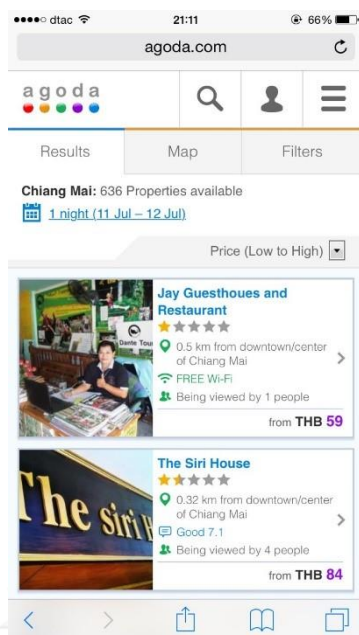 dtac 21:11 66%
agoda.com
agoda
Results Map Filters
Chiang Mai: 636 Properties available
1 night (11 Jul – 12 Jul)
Price (Low to High)
Jay Guesthoues and
Restaurant
0.5 km from downtown/center
of Chiang Mai
FREE Wi-Fi
Being viewed by 1 people
from THB 59
Dante Tour
The Siri House
0.32 km from downtown/center
of Chiang Mai
Good 7.1
Being viewed by 4 people
from THB 84
The siri H